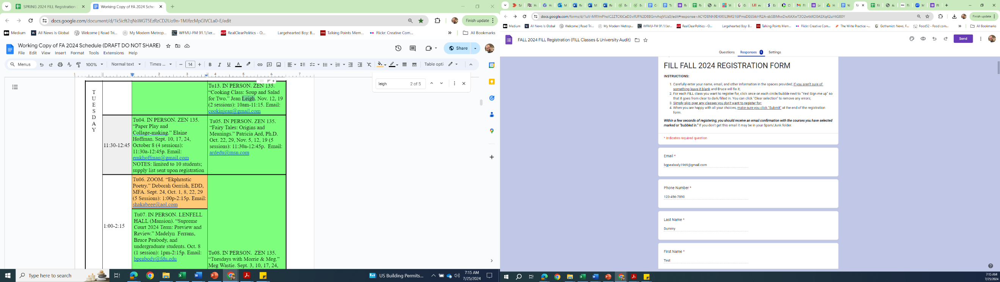 SPRING 2024 FILL Registration
Working Copy of FA 2024 Sche
docs.google.com/document/d/1k5icft2qNsWGT5EzRzCD2Uo9n-1MJfzcMpGlVCLa0-E/edit
Finish update
Medium
All News Is Global
Welcome | Road Tri...
My Modern Metrop...
WFMU-FM 91.1/Jer...
RealClearPolitics - O...
Largehearted Boy: B...
Talking Points Mem...
Flickr: Creative Com...
All Bookmarks
Working Copy of FA 2024 Schedule (DRAFT DO NOT SHARE)
File Edit View Insert Format Tools Extensions Help
Share
Menus
100%
Normal text
Times ...
14
Table opti
leigh
2 of 5
TUESDAY
Tu13. IN PERSON. ZEN 135.
“Cooking Class: Soup and Salad
for Two.” Jean Leigh. Nov. 12, 19
(2 sessions): 10am-11:15. Email:
cookinjean@gmail.com
11:30-12:45
Tu04. IN PERSON. ZEN 135.
“Paper Play and
Collage-making.” Elaine
Hoffman. Sept. 10, 17, 24,
October 8 (4 sessions):
11:30a-12:45p. Email:
emkhoffman@gmail.com
NOTES: limited to 10 students;
supply list sent upon registration
Tu05. IN PERSON. ZEN 135.
“Fairy Tales: Origins and
Meanings.” Patricia Ard, Ph.D.
Oct. 22, 29, Nov. 5, 12, 19 (5
sessions): 11:30a-12:45p. Email:
ardedu@msn.com
1:00-2:15
Tu06. ZOOM. “Ekphrastic
Poetry.” Deborah Gerrish, EDD,
MFA. Sept. 24, Oct. 1, 8, 22, 29
(5 Sessions): 1:00p-2:15p. Email:
shakabeee@aol.com
Tu07. IN PERSON. LENFELL
HALL (Mansion). “Supreme
Court 2024 Term: Preview and
Review.” Madelyn Ferrans,
Bruce Peabody, and
undergraduate students. Oct. 8
(1 session): 1pm-2:15p. Email:
bpeabody@fdu.edu
Tu08. IN PERSON. ZEN 135.
“Tuesdays with Morrie & Meg.”
Meg Wastie. Sept. 3, 10, 17, 24,
Type here to search
US Building Permits...
7:15 AM
7/25/2024
Finish update
Medium
All News Is Global
Welcome | Road Tri...
My Modern Metrop...
WFMU-FM 91.1/Jer...
RealClearPolitics - O...
Largehearted Boy: B...
Talking Points Mem...
Flickr: Creative Com...
The Write Practice –...
Gothamist: News, F...
Food52 - Food com...
All Bookmarks
FALL 2024 FILL Registration (FILL Classes & University Audit)
Send
Questions Responses 5 Settings
FILL FALL 2024 REGISTRATION FORM
INSTRUCTIONS:
1. Carefully enter your name, email, and other information in the spaces provided; if you aren't sure of
something leave it blank and Bruce will fix it;
2. For each FILL class you want to register for, click once on each circle/bubble next to "Yes! Sign me up" so
that it goes from clear to dark/filled in. You can click "Clear selection" to remove any errors;
3. Simply skip over any classes you don't want to register for;
4. When you are happy with all your choices, make sure you click "Submit" at the end of the registration
form.
Within a few seconds of registering, you should receive an email confirmation with the courses you have selected
marked or "bubbled in." If you don't get this email it may be in your Spam/Junk folder.
* Indicates required question
Email *
bgpeabody1969@gmail.com
Phone Number *
123-456-7890
Last Name *
Dummy
First Name *
Test
7:15 AM
7/25/2024